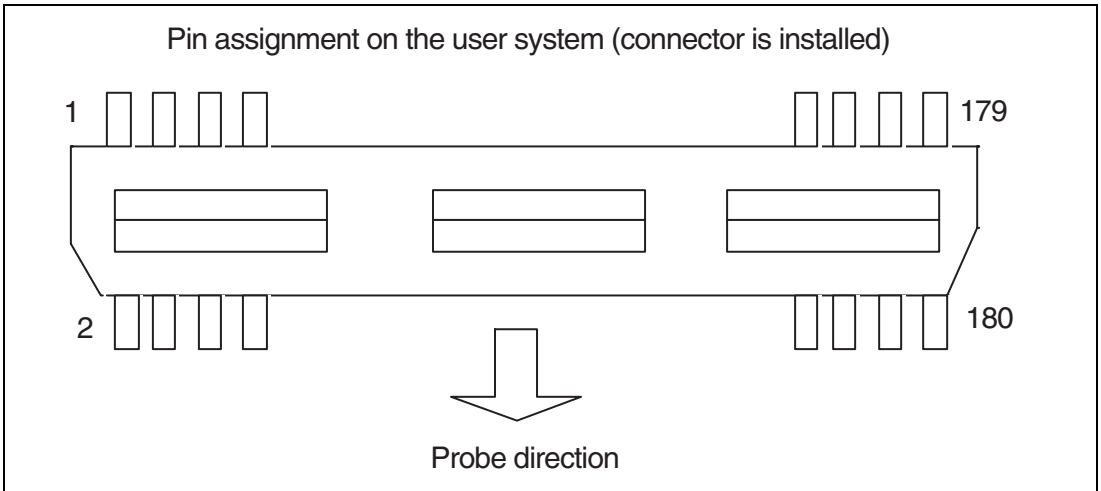 Pin assignment on the user system (connector is installed)
1
179
2
180
Probe direction